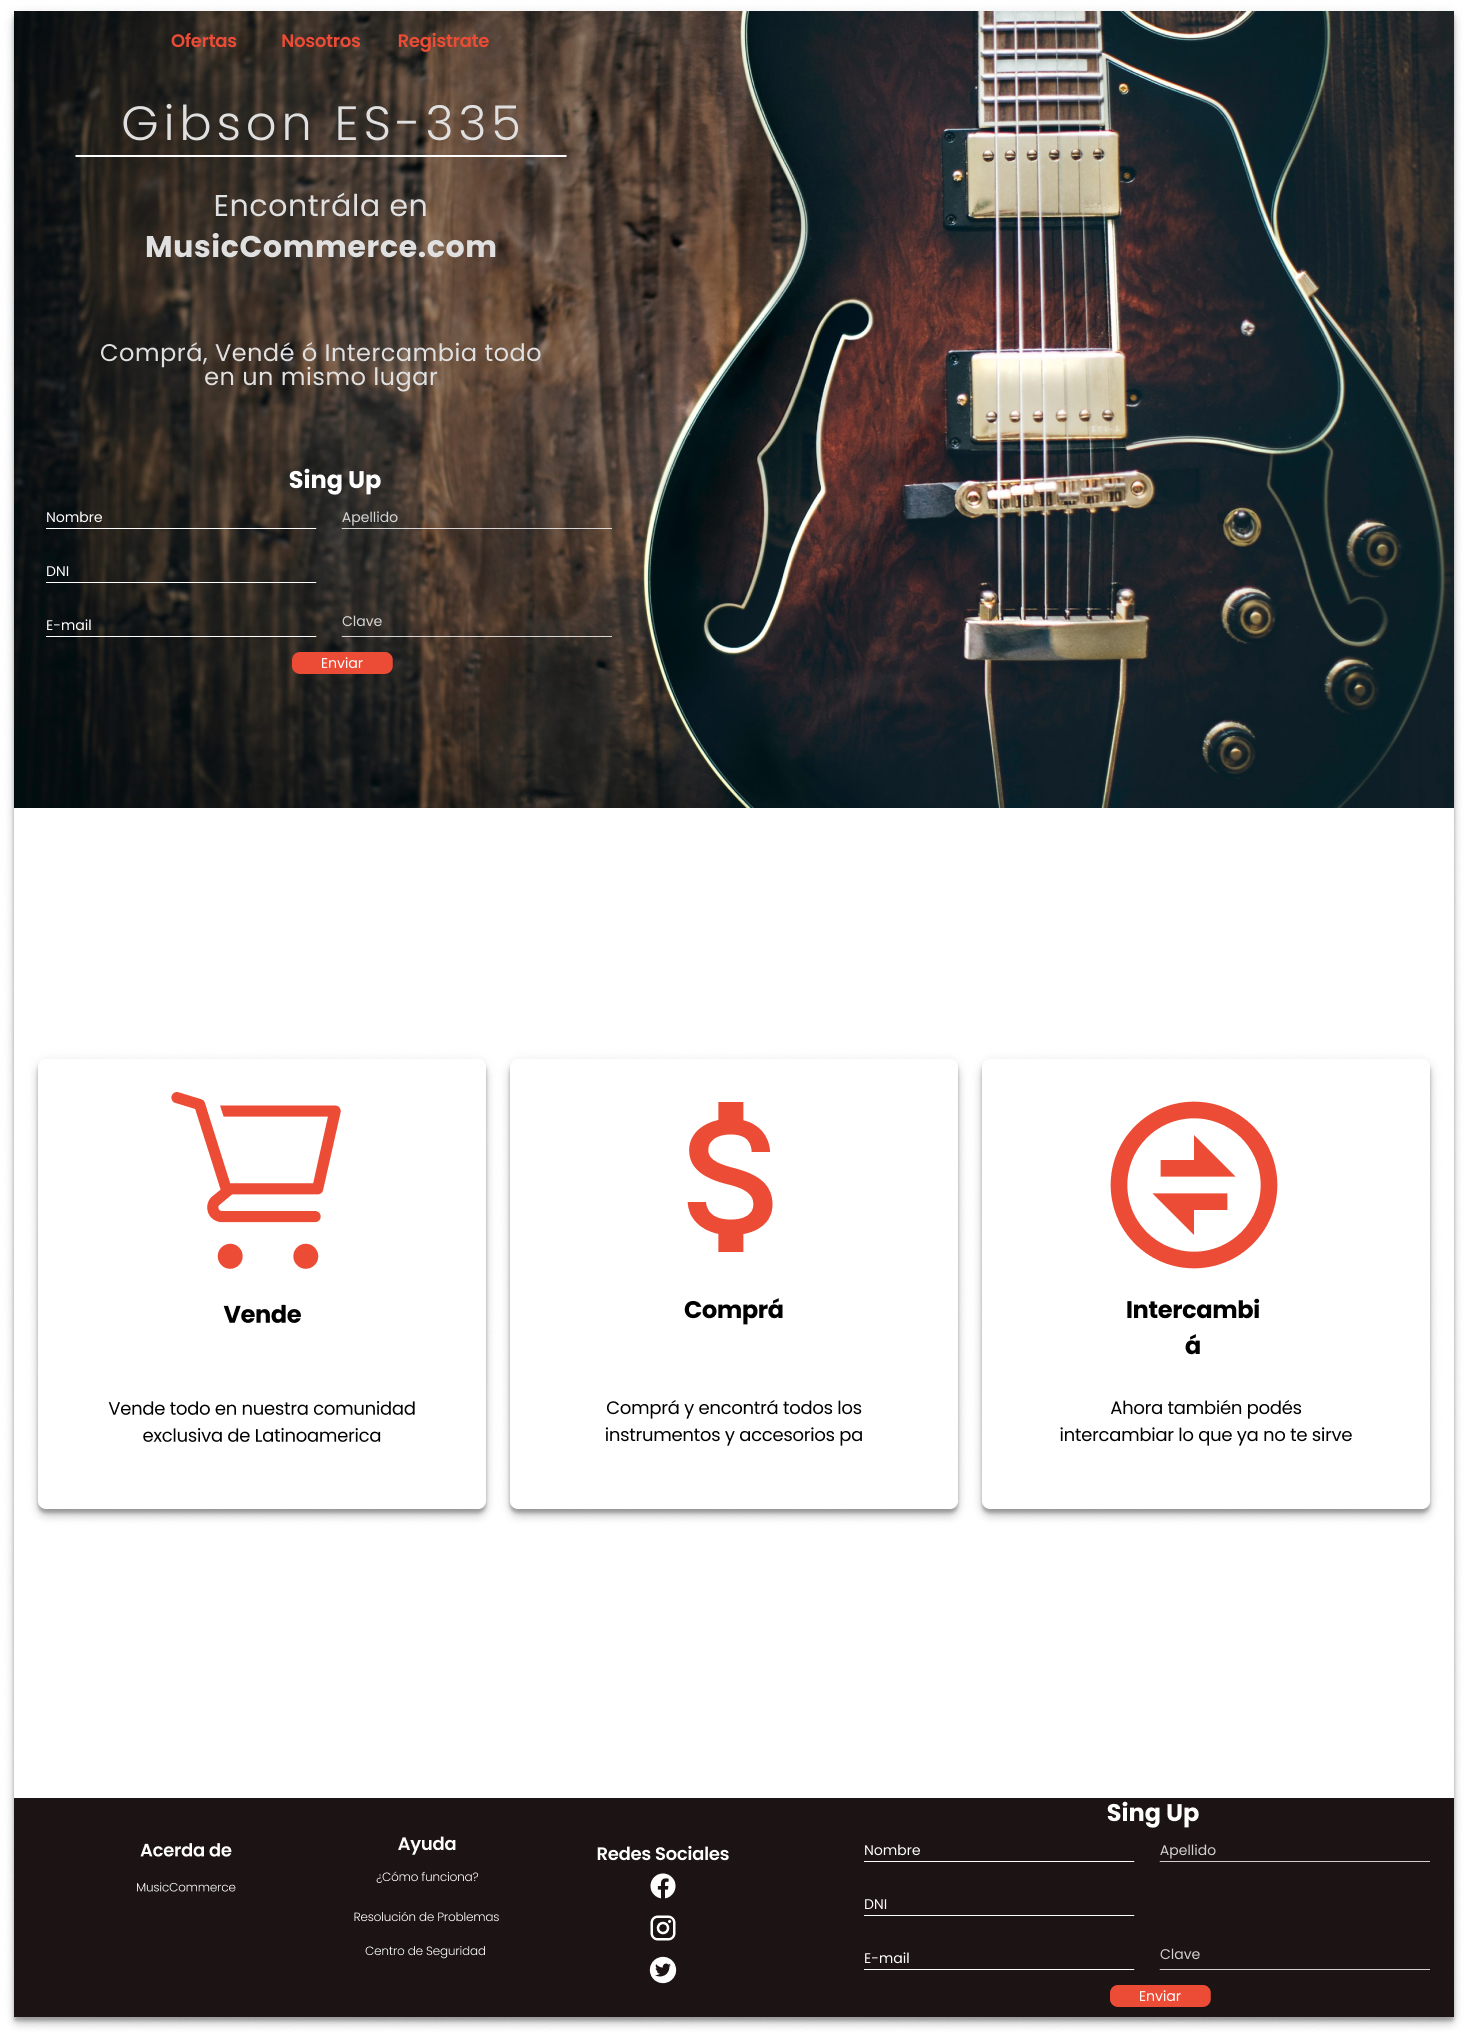 Ofertas Nosotros Registrate
Gibson ES-335
Encontrála en
MusicCommerce.com
Comprá, Vendé ó Intercambia todo
en un mismo lugar
Sing Up
Nombre Apellido
DNI
E-mail Clave
Enviar
Vende
Vende todo en nuestra comunidad
exclusiva de Latinoamerica
Comprá
Comprá y encontrá todos los
instrumentos y accesorios pa
Intercambi
á
Ahora también podés
intercambiar lo que ya no te sirve
Acerda de
MusicCommerce
Ayuda
¿Cómo funciona?
Resolución de Problemas
Centro de Seguridad
Redes Sociales
Sing Up
Nombre Apellido
DNI
E-mail Clave
Enviar